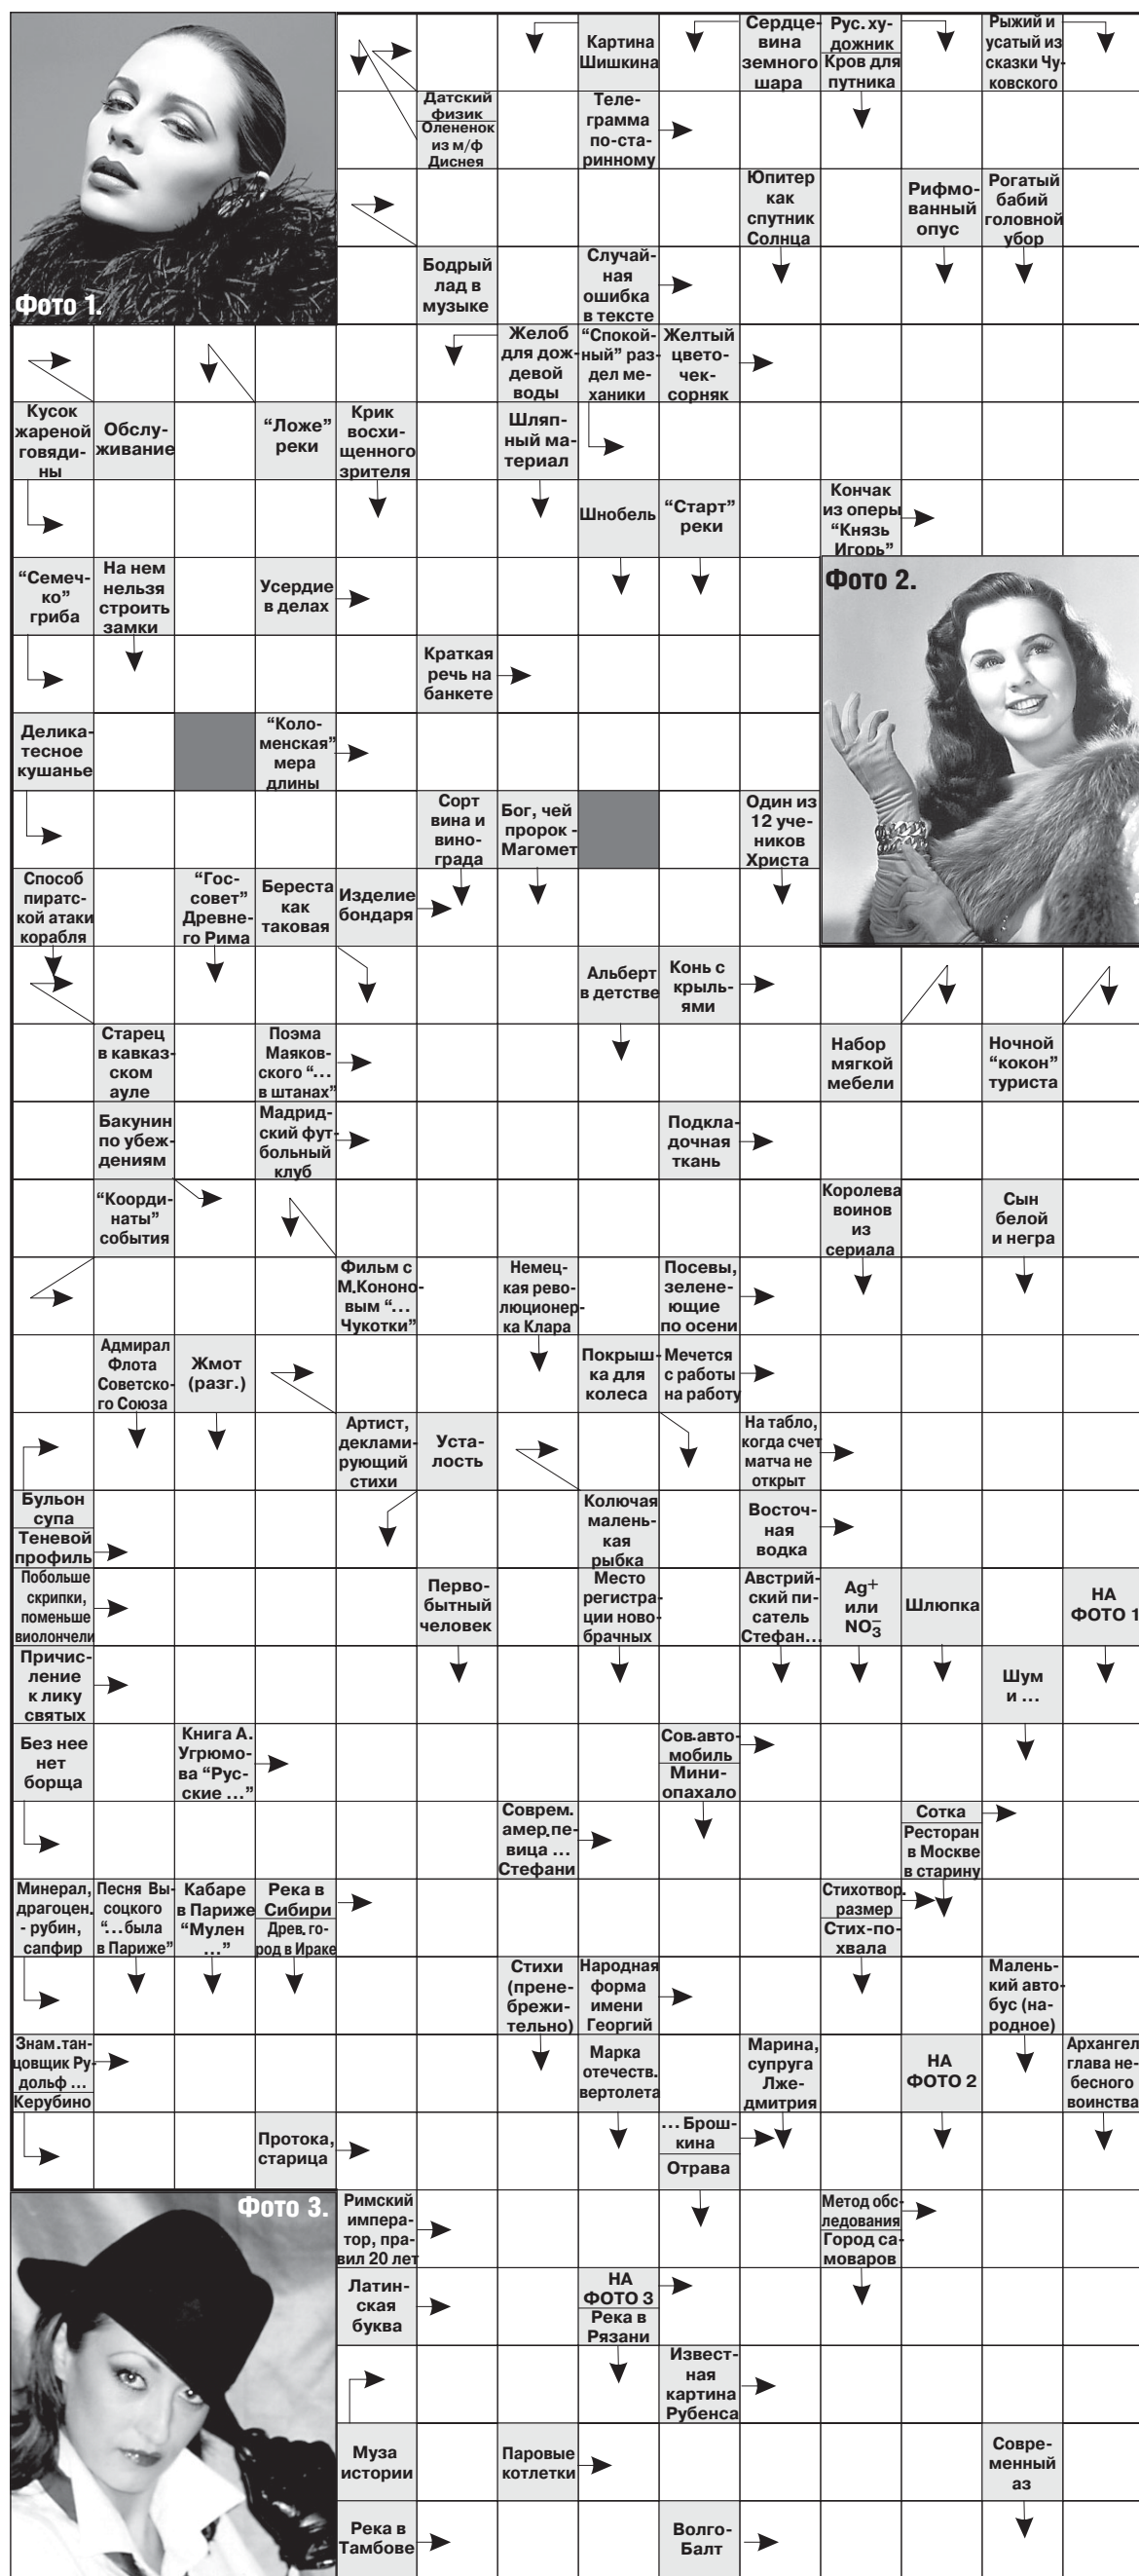 Картина
Шишкина
Сердце-
вина
земного
шара
Рус. ху-
дожник
Кров для
путника
Рыжий и
усатый из
сказки Чу-
ковского
Датский
физик
Олененок
из м/ф
Диснея
Теле-
грамма
по-ста-
ринному
Юпитер
как
спутник
Солнца
Рифмо-
ванный
опус
Рогатый
бабий
головной
убор
Фото 1.
Бодрый
лад в
музыке
Случай-
ная
ошибка
в тексте
Желоб
для дож-
девой
воды
“Спокой-
ный” раз-
дел ме-
ханики
Желтый
цвето-
чек-
сорняк
Кусок
жареной
говяди-
ны
Обслу-
живание
“Ложе”
реки
Крик
восхи-
щенного
зрителя
Шляп-
ный ма-
териал
Шнобель
“Старт”
реки
Кончак
из оперы
“Князь
Игорь”
“Семеч-
ко”
гриба
На нем
нельзя
строить
замки
Усердие
в делах
Фото 2.
Краткая
речь на
банкете
Делика-
тесное
кушанье
“Коло-
менская”
мера
длины
Сорт
вина и
вино-
града
Бог, чей
пророк -
Магомет
Один из
12 уче-
ников
Христа
Способ
пиратс-
кой атаки
корабля
“Гос-
совет”
Древне-
го Рима
Береста
как
таковая
Изделие
бондаря
Альберт
в детстве
Конь с
крыль-
ями
Старец
в кавказ-
ском
ауле
Поэма
Маяков-
ского “...
в штанах”
Набор
мягкой
мебели
Ночной
“кокон”
туриста
Бакунин
по убеж-
дениям
Мадрид-
ский фут-
больный
клуб
Подкла-
дочная
ткань
“Коорди-
наты”
события
Королева
воинов
из
сериала
Сын
белой
и негра
Фильм с
М.Кононо-
вым “...
Чукотки”
Немец-
кая рево-
люционер-
ка Клара
Посевы,
зелене-
ющие
по осени
Адмирал
Флота
Советско-
го Союза
Жмот
(разг.)
Покрыш-
ка для
колеса
Мечется
с работы
на работу
Артист,
деклами-
рующий
стихи
Уста-
лость
На табло,
когда счет
матча не
открыт
Бульон
супа
Теневой
профиль
Колючая
малень-
кая
рыбка
Восточ-
ная
водка
Побольше
скрипки,
поменьше
виолончели
Перво-
бытный
человек
Место
регистра-
ции ново-
брачных
Австрий-
ский пи-
сатель
Стефан...
Ag+
или
NO3−
Шлюпка
НА
ФОТО 1
Причис-
ление
к лику
святых
Шум
и ...
Без нее
нет
борща
Книга А.
Угрюмо-
ва “Рус-
ские ...”
Сов.авто-
мобиль
Мини-
опахало
Соврем.
амер.пе-
вица ...
Стефани
Сотка
Ресторан
в Москве
в старину
Минерал,
драгоцен.
- рубин,
сапфир
Песня Вы-
соцкого
“...была
в Париже”
Кабаре
в Париже
“Мулен
...”
Река в
Сибири
Древ. го-
род в Ираке
Стихотвор.
размер
Стих-по-
хвала
Стихи
(прене-
брежи-
тельно)
Народная
форма
имени
Георгий
Малень-
кий авто-
бус (на-
родное)
Знам.тан-
цовщик Ру-
дольф ...
Керубино
Марка
отечеств.
вертолета
Марина,
супруга
Лже-
дмитрия
НА
ФОТО 2
Архангел,
глава не-
бесного
воинства
Протока,
старица
... Брош-
кина
Отрава
Фото 3.
Римский
импера-
тор, пра-
вил 20 лет
Метод обс-
ледования
Город са-
моваров
Латин-
ская
буква
НА
ФОТО 3
Река в
Рязани
Извест-
ная
картина
Рубенса
Муза
истории
Паровые
котлетки
Совре-
менный
аз
Река в
Тамбове
Волго-
Балт